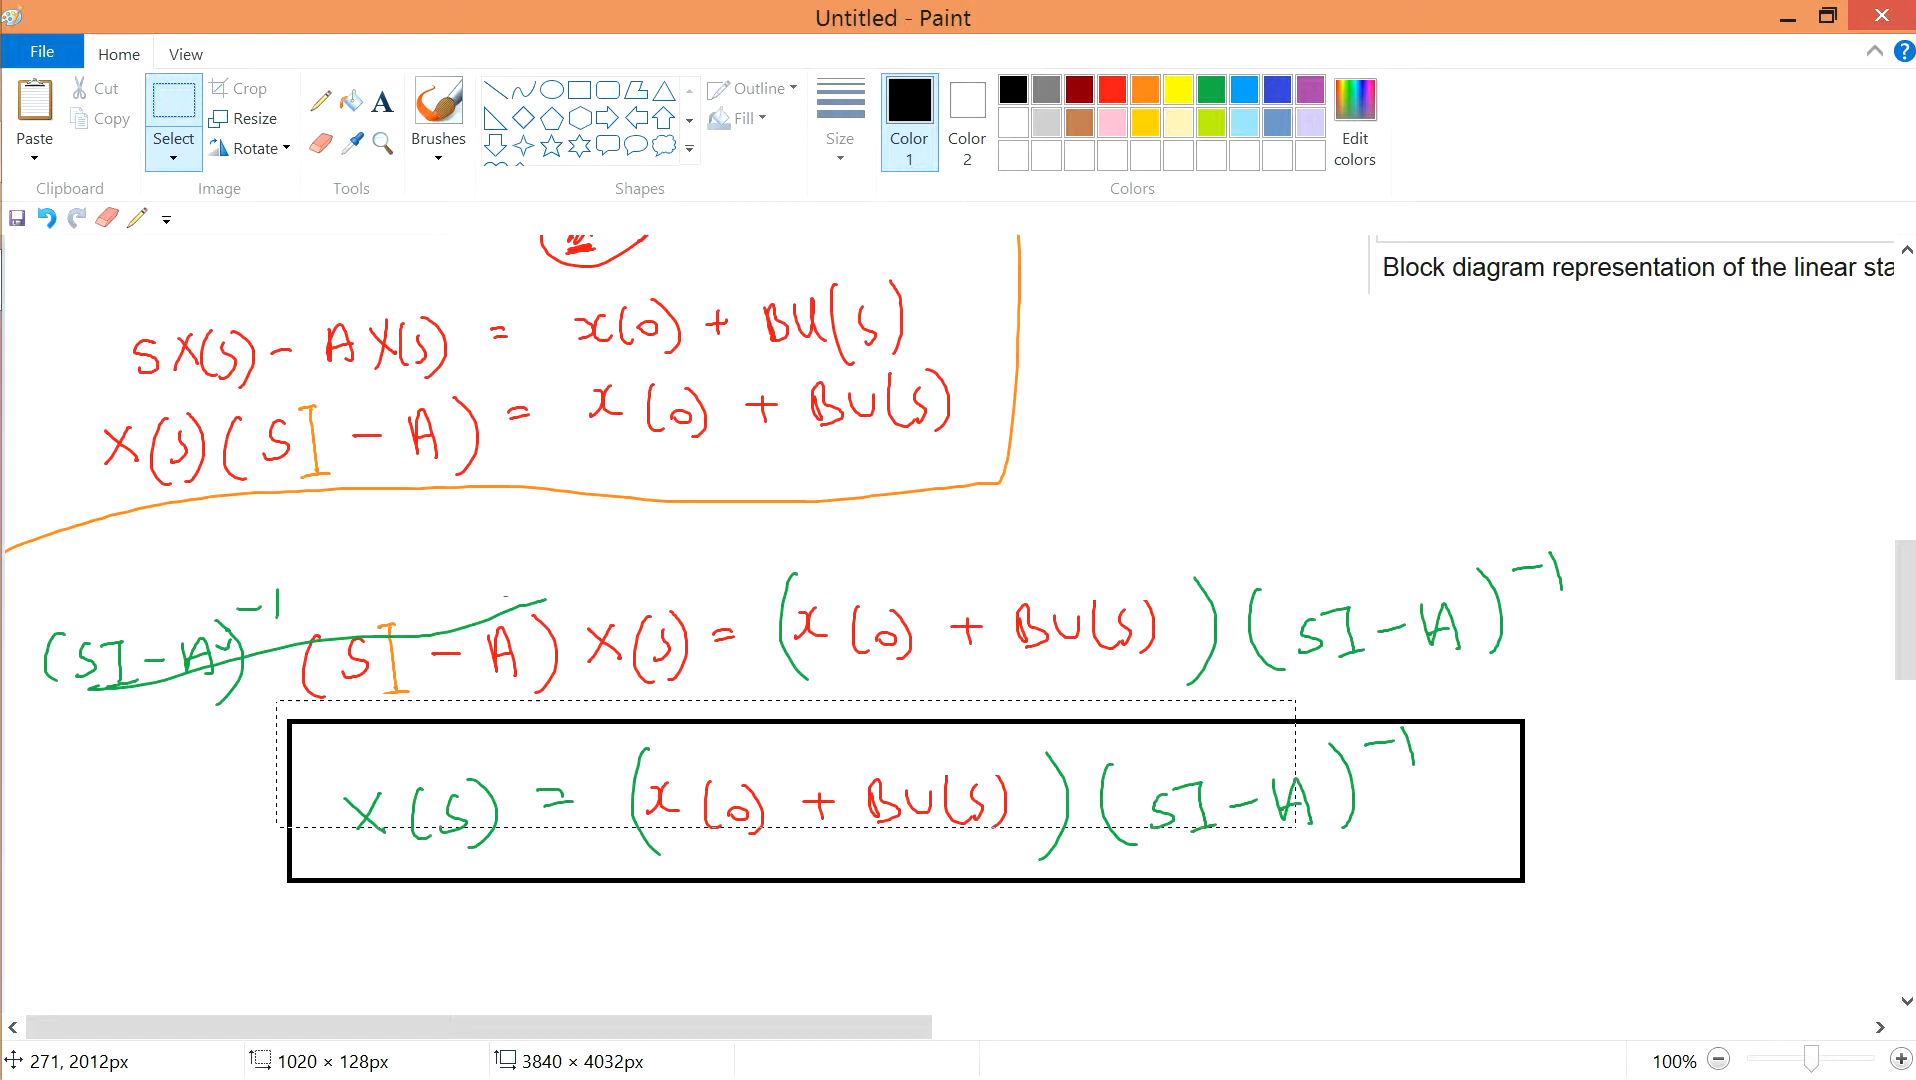 Untitled - Paint
File Home View
Paste Cut Copy Clipboard
Select Crop Resize Rotate Image
Tools
Brushes
Shapes Outline Fill
Size
Color 1 Color 2 Edit colors Colors
Block diagram representation of the linear sta
SX(S) - AX(S) = x(0) + BU(S)
X(S)(SI - A) = x(0) + BU(S)
(SI-A)^-1 (SI - A) X(S) = (x(0) + BU(S)) (SI-A)^-1
X(S) = (x(0) + BU(S)) (SI-A)^-1
271, 2012px 1020 × 128px 3840 × 4032px 100%